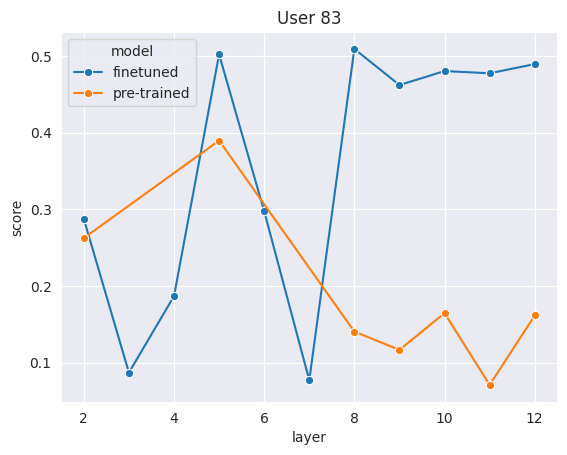 User 83
model
finetuned
pre-trained
score
0.5
0.4
0.3
0.2
0.1
2 4 6 8 10 12
layer